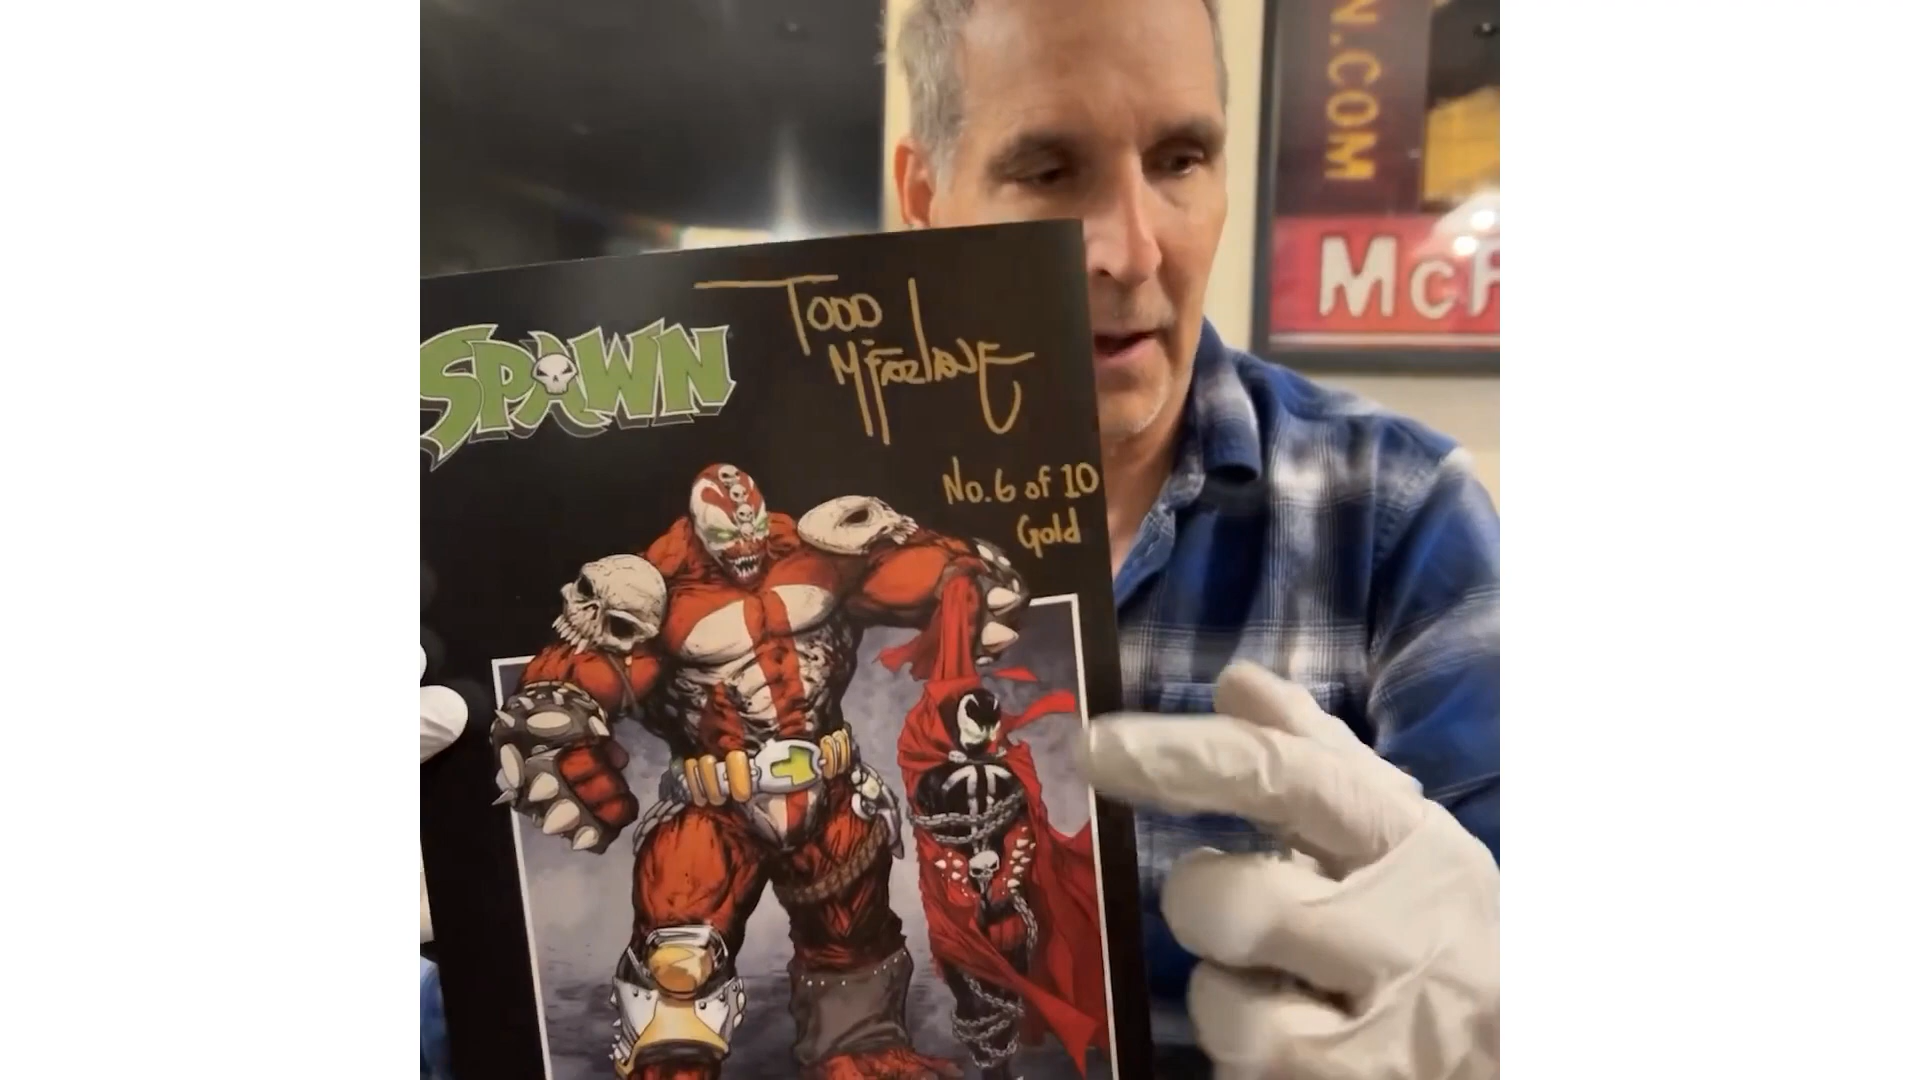 N.COM
McF
SPAWN
TODD
McFARLANE
No. 6 of 10
Gold